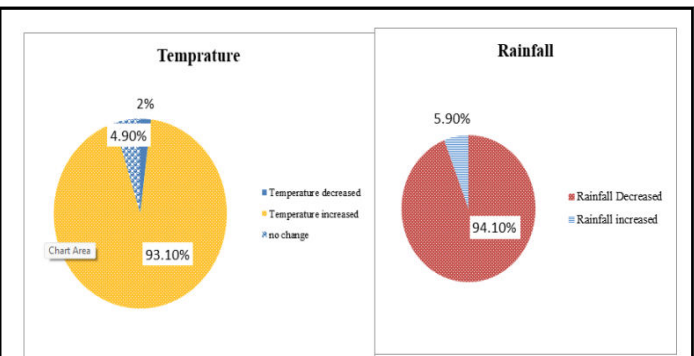 Temprature
2%
4.90%
93.10%
Chart Area
Temperature decreased
Temperature increased
no change
Rainfall
5.90%
94.10%
Rainfall Decreased
Rainfall increased